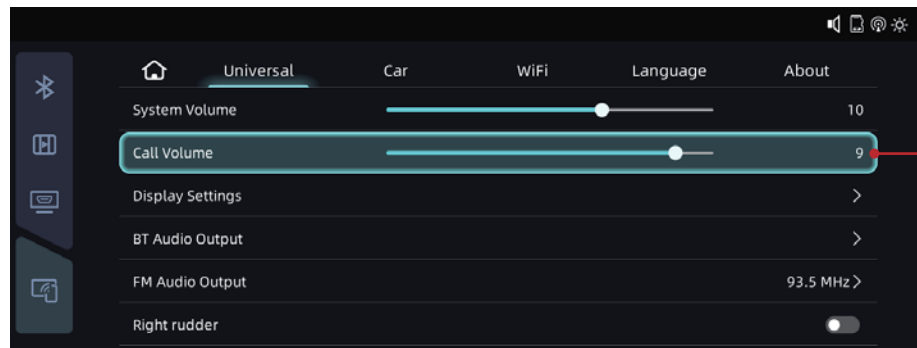 Universal Car WiFi Language About
System Volume 10
Call Volume 9
Display Settings
BT Audio Output
FM Audio Output 93.5 MHz
Right rudder